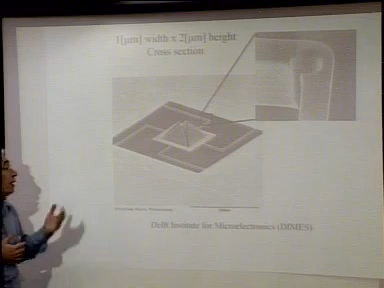 1[μm] width x 2[μm] height
Cross section
Delft Institute for Microelectronics (DIMES)